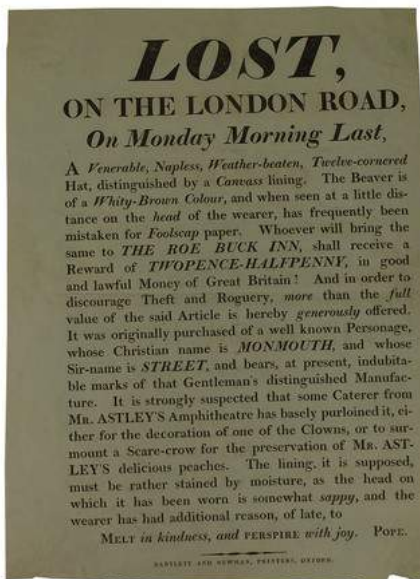 LOST,
ON THE LONDON ROAD,
On Monday Morning Last,
A Venerable, Napless, Weather-beaten, Twelve-cornered
Hat, distinguished by a Canvass lining. The Beaver is
of a Whity-Brown Colour, and when seen at a little dis-
tance on the head of the wearer, has frequently been
mistaken for Foolscap paper. Whoever will bring the
same to THE ROE BUCK INN, shall receive a
Reward of TWOPENCE-HALFPENNY, in good
and lawful Money of Great Britain! And in order to
discourage Theft and Roguery, more than the full
value of the said Article is hereby generously offered.
It was originally purchased of a well known Personage,
whose Christian name is MONMOUTH, and whose
Sir-name is STREET, and bears, at present, indubita-
ble marks of that Gentleman's distinguished Manufac-
ture. It is strongly suspected that some Caterer from
MR. ASTLEY'S Amphitheatre has basely purloined it, ei-
ther for the decoration of one of the Clowns, or to sur-
mount a Scare-crow for the preservation of MR. AST-
LEY'S delicious peaches. The lining, it is supposed,
must be rather stained by moisture, as the head on
which it has been worn is somewhat sappy, and the
wearer has had additional reason, of late, to
MELT in kindness, and PERSPIRE with joy. POPE.
BARTLETT AND NEWMAN, PRINTERS, OXFORD.